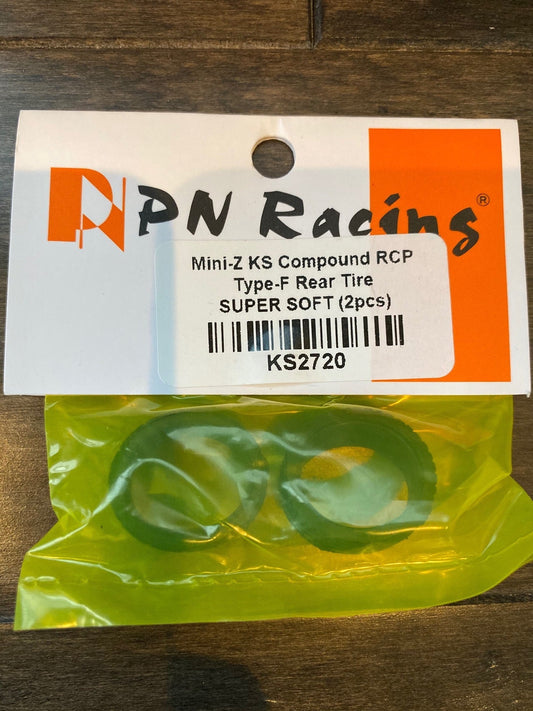 PN Racing®
Mini-Z KS Compound RCP
Type-F Rear Tire
SUPER SOFT (2pcs)
KS2720